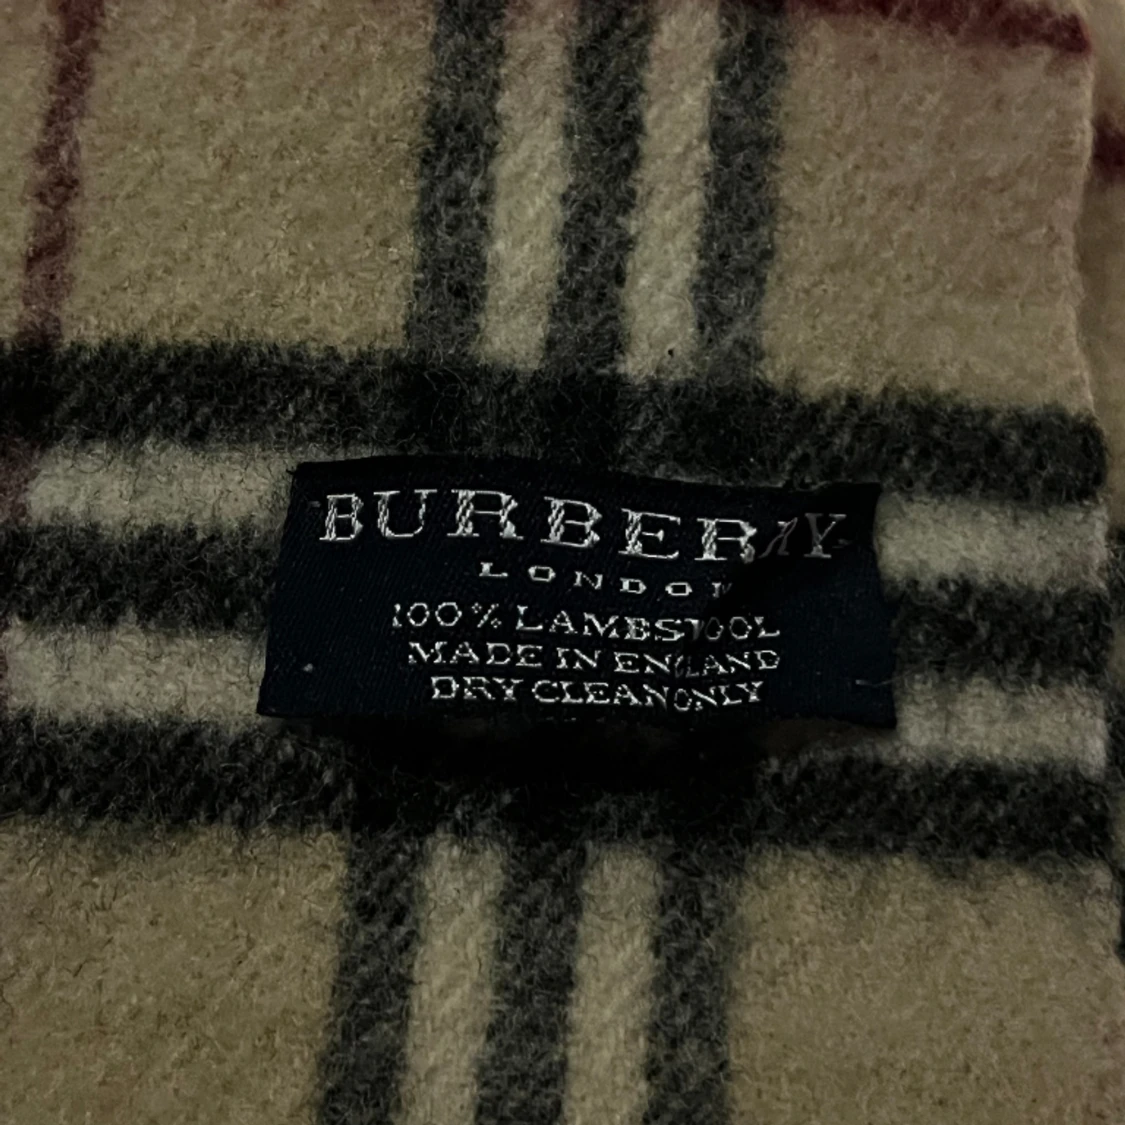 BURBERRY
LONDON
100% LAMBSWOOL
MADE IN ENGLAND
DRY CLEAN ONLY